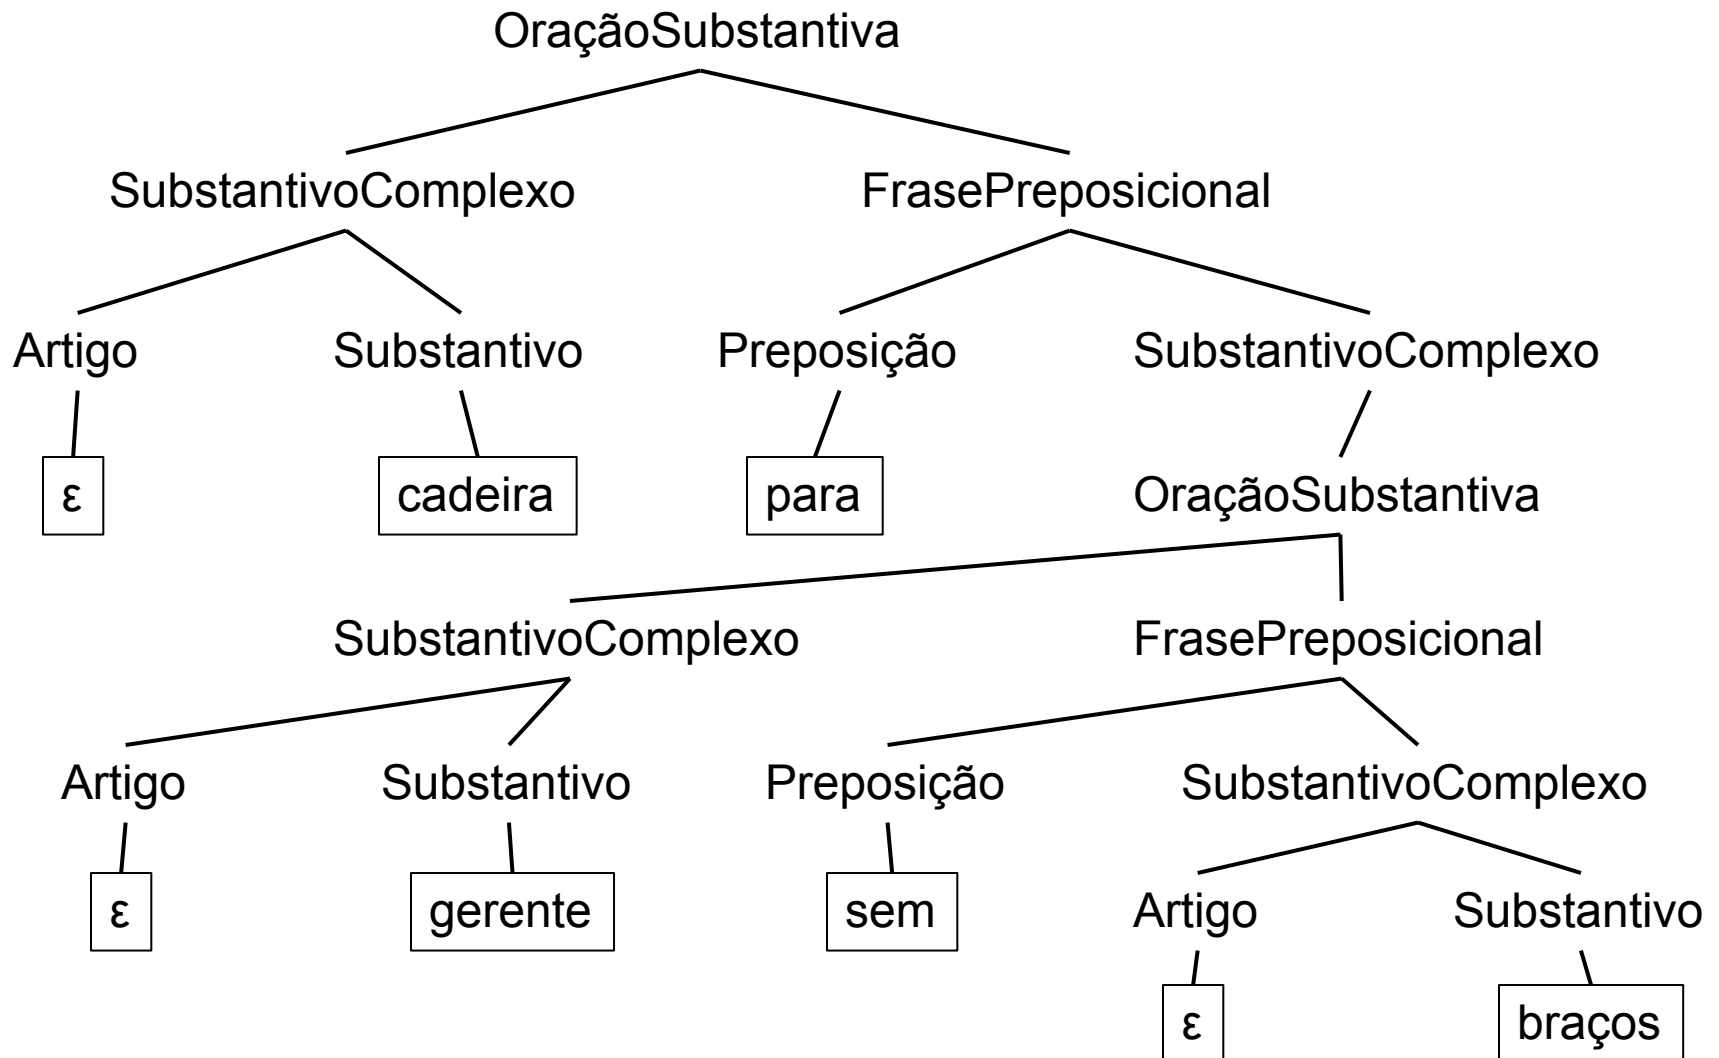 OraçãoSubstantiva
SubstantivoComplexo FrasePreposicional
Artigo Substantivo Preposição SubstantivoComplexo
ε cadeira para OraçãoSubstantiva
SubstantivoComplexo FrasePreposicional
Artigo Substantivo Preposição SubstantivoComplexo
ε gerente sem Artigo Substantivo
ε braços